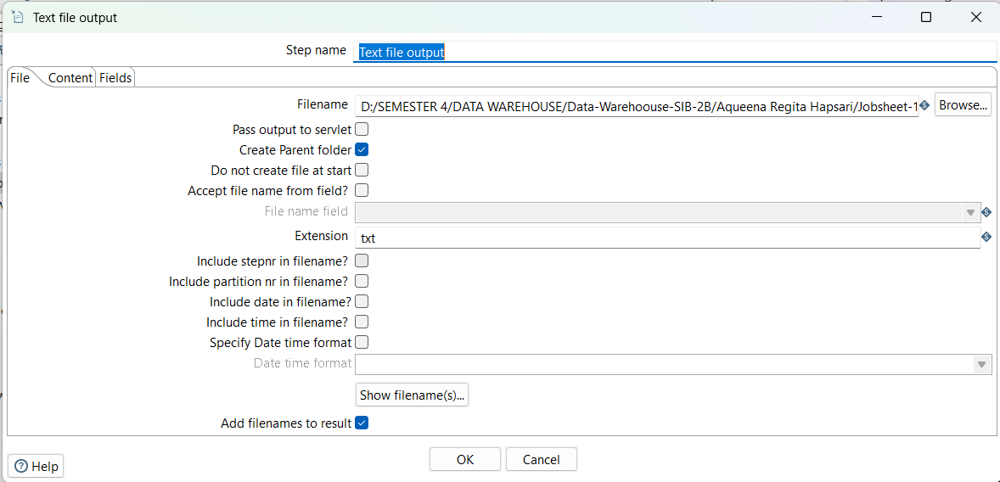 Text file output
Step name Text file output
File Content Fields
Filename D:/SEMESTER 4/DATA WAREHOUSE/Data-Warehoouse-SIB-2B/Aqueena Regita Hapsari/Jobsheet-1 Browse...
Pass output to servlet
Create Parent folder
Do not create file at start
Accept file name from field?
File name field
Extension txt
Include stepnr in filename?
Include partition nr in filename?
Include date in filename?
Include time in filename?
Specify Date time format
Date time format
Show filename(s)...
Add filenames to result
Help OK Cancel